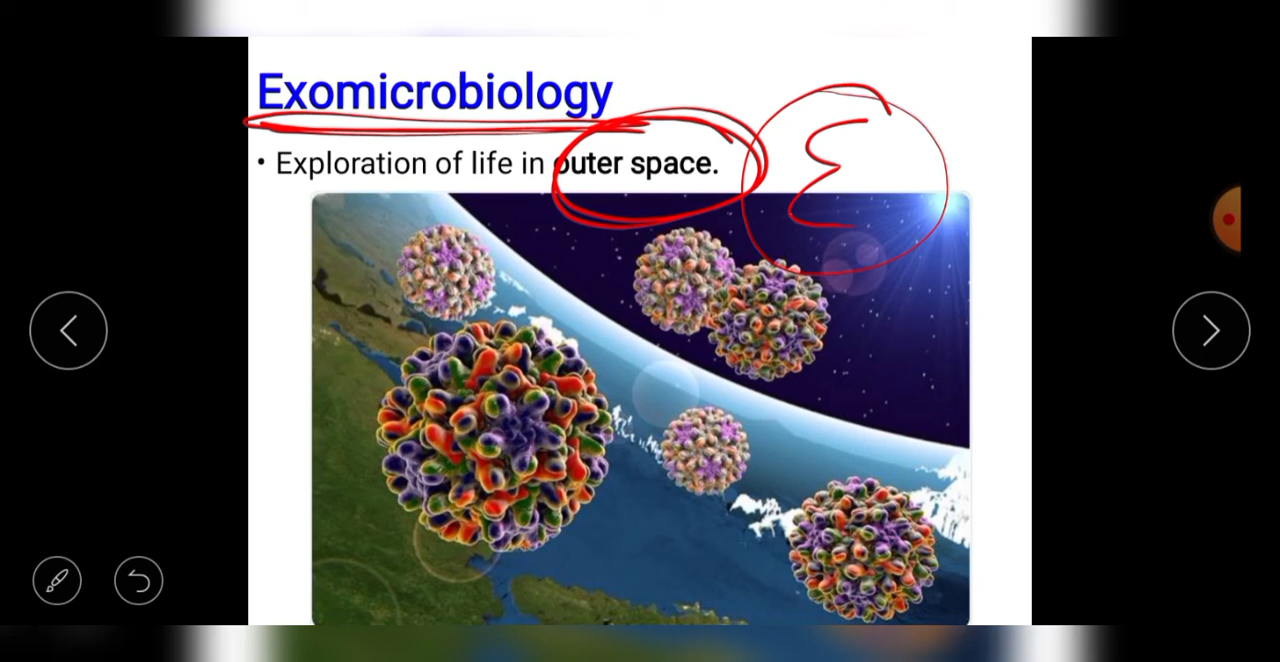 Exomicrobiology
• Exploration of life in outer space.